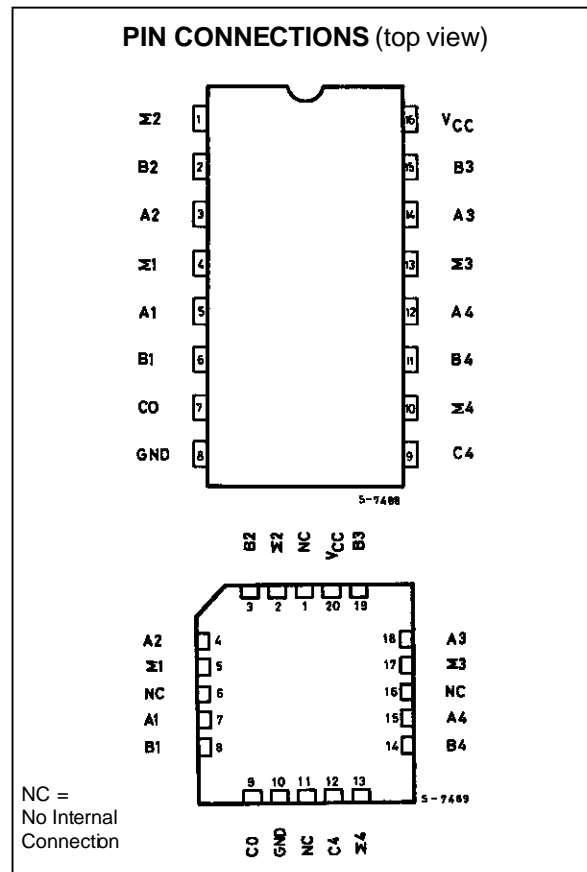 PIN CONNECTIONS (top view)
Σ2 1 16 VCC
B2 2 15 B3
A2 3 14 A3
Σ1 4 13 Σ3
A1 5 12 A4
B1 6 11 B4
C0 7 10 Σ4
GND 8 9 C4
S-7468
B2 Σ2 NC VCC B3
3 2 1 20 19
A2 4 18 A3
Σ1 5 17 Σ3
NC 6 16 NC
A1 7 15 A4
B1 8 14 B4
9 10 11 12 13
S-7469
C0 GND NC C4 Σ4
NC =
No Internal
Connection